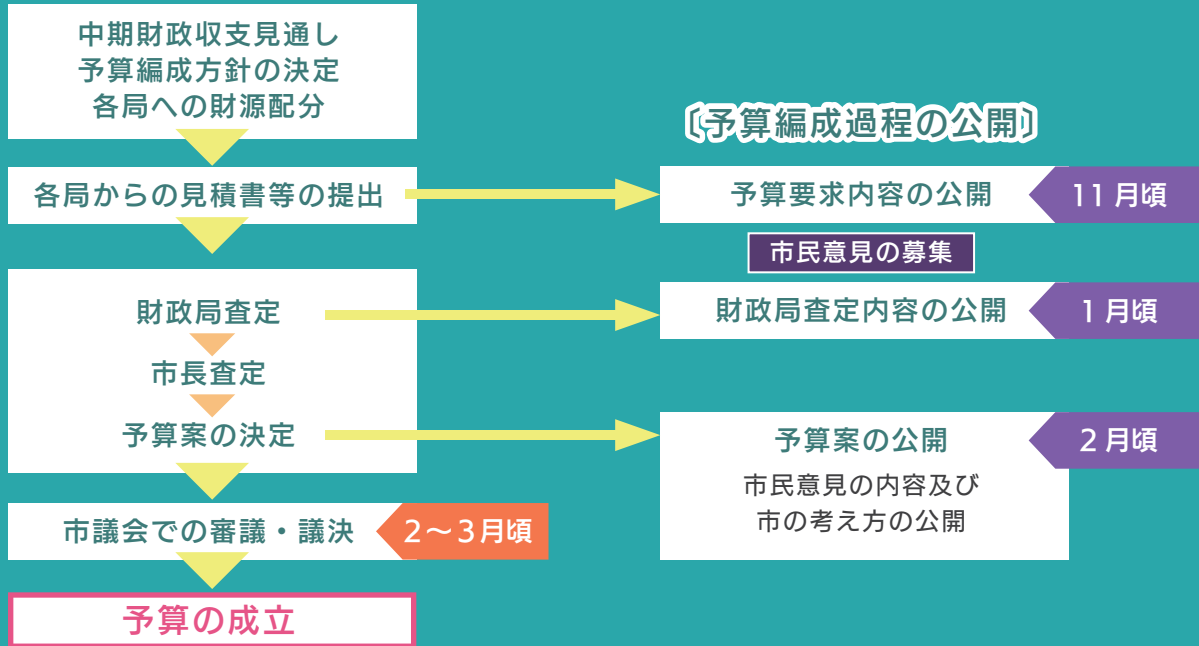 中期財政収支見通し
予算編成方針の決定
各局への財源配分
各局からの見積書等の提出
財政局査定
市長査定
予算案の決定
市議会での審議・議決
2〜3月頃
予算の成立
〔予算編成過程の公開〕
予算要求内容の公開
11月頃
市民意見の募集
財政局査定内容の公開
1月頃
予算案の公開
2月頃
市民意見の内容及び
市の考え方の公開